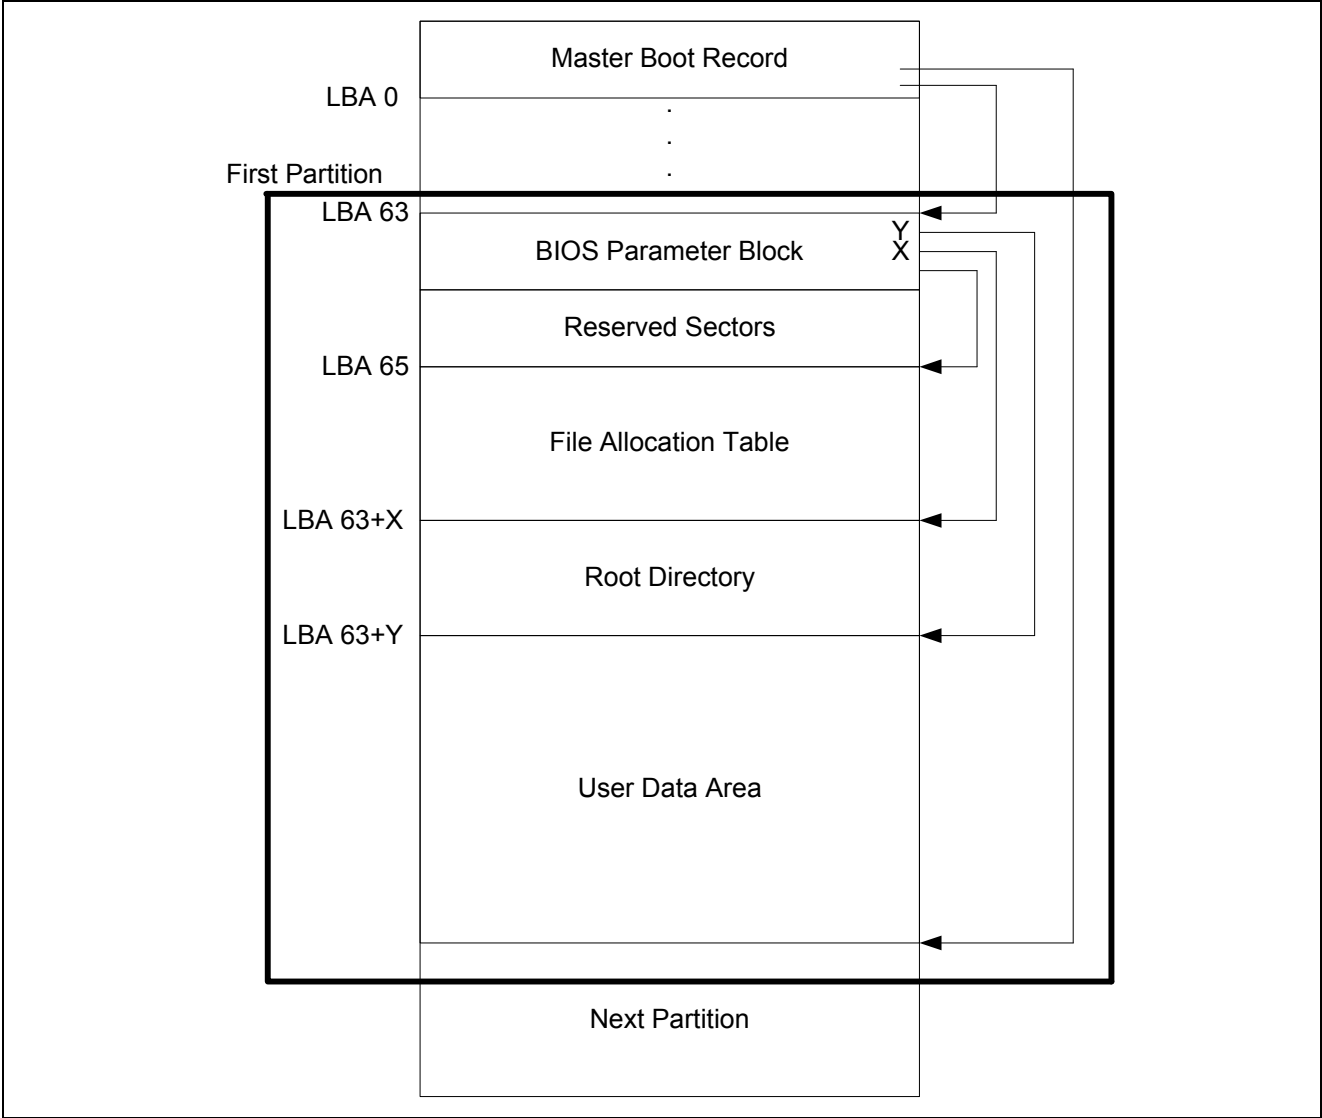 Master Boot Record
LBA 0
.
.
.
First Partition
LBA 63
Y
BIOS Parameter Block
X
Reserved Sectors
LBA 65
File Allocation Table
LBA 63+X
Root Directory
LBA 63+Y
User Data Area
Next Partition